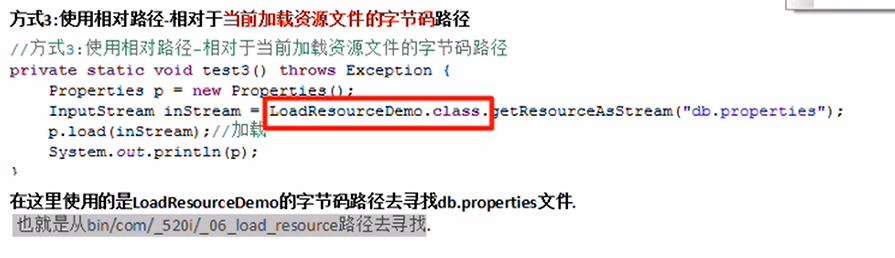 方式3:使用相对路径-相对于当前加载资源文件的字节码路径
//方式3:使用相对路径-相对于当前加载资源文件的字节码路径
private static void test3() throws Exception {
Properties p = new Properties();
InputStream inStream = LoadResourceDemo.class.getResourceAsStream("db.properties");
p.load(inStream);//加载
System.out.println(p);
}
在这里使用的是LoadResourceDemo的字节码路径去寻找db.properties文件.
也就是从bin/com/_520i/_06_load_resource路径去寻找.